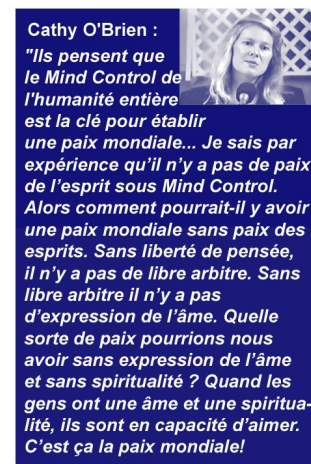 Cathy O'Brien :
"Ils pensent que
le Mind Control de
l'humanité entière
est la clé pour établir
une paix mondiale... Je sais par
expérience qu'il n'y a pas de paix
de l'esprit sous Mind Control.
Alors comment pourrait-il y avoir
une paix mondiale sans paix des
esprits. Sans liberté de pensée,
il n'y a pas de libre arbitre. Sans
libre arbitre il n'y a pas
d'expression de l'âme. Quelle
sorte de paix pourrions nous
avoir sans expression de l'âme
et sans spiritualité ? Quand les
gens ont une âme et une spiritua-
lité, ils sont en capacité d'aimer.
C'est ça la paix mondiale!